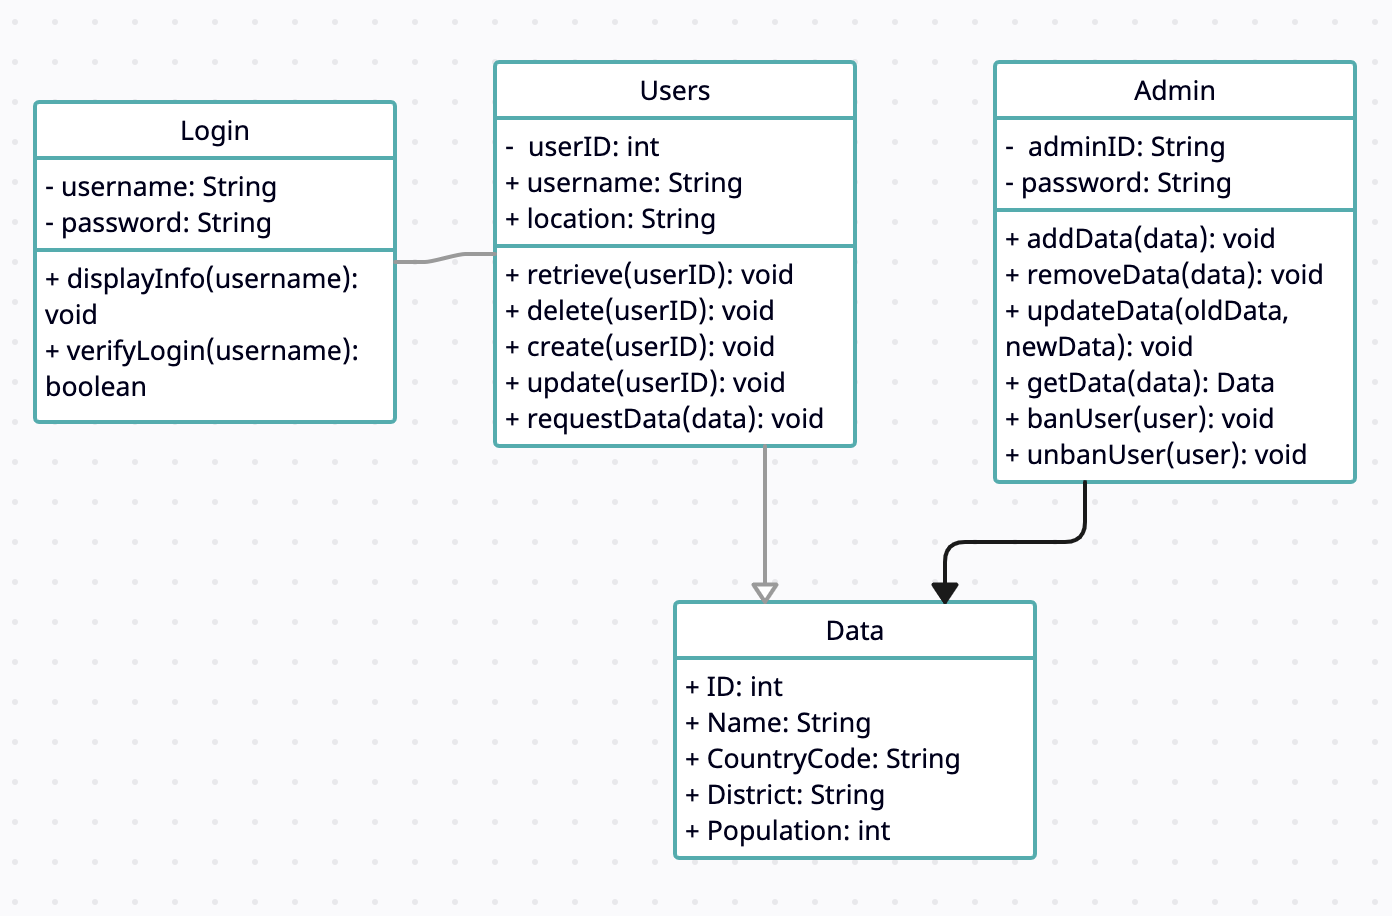 Login
- username: String
- password: String
+ displayInfo(username):
void
+ verifyLogin(username):
boolean
Users
- userID: int
+ username: String
+ location: String
+ retrieve(userID): void
+ delete(userID): void
+ create(userID): void
+ update(userID): void
+ requestData(data): void
Admin
- adminID: String
- password: String
+ addData(data): void
+ removeData(data): void
+ updateData(oldData,
newData): void
+ getData(data): Data
+ banUser(user): void
+ unbanUser(user): void
Data
+ ID: int
+ Name: String
+ CountryCode: String
+ District: String
+ Population: int